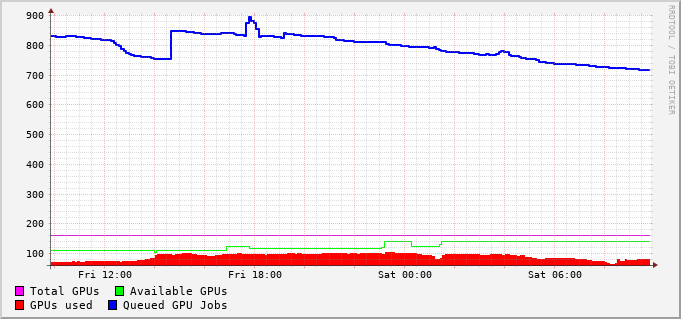 900
800
700
600
500
400
300
200
100
Fri 12:00 Fri 18:00 Sat 00:00 Sat 06:00
Total GPUs Available GPUs
GPUs used Queued GPU Jobs
RRDTOOL / TOBI OETIKER